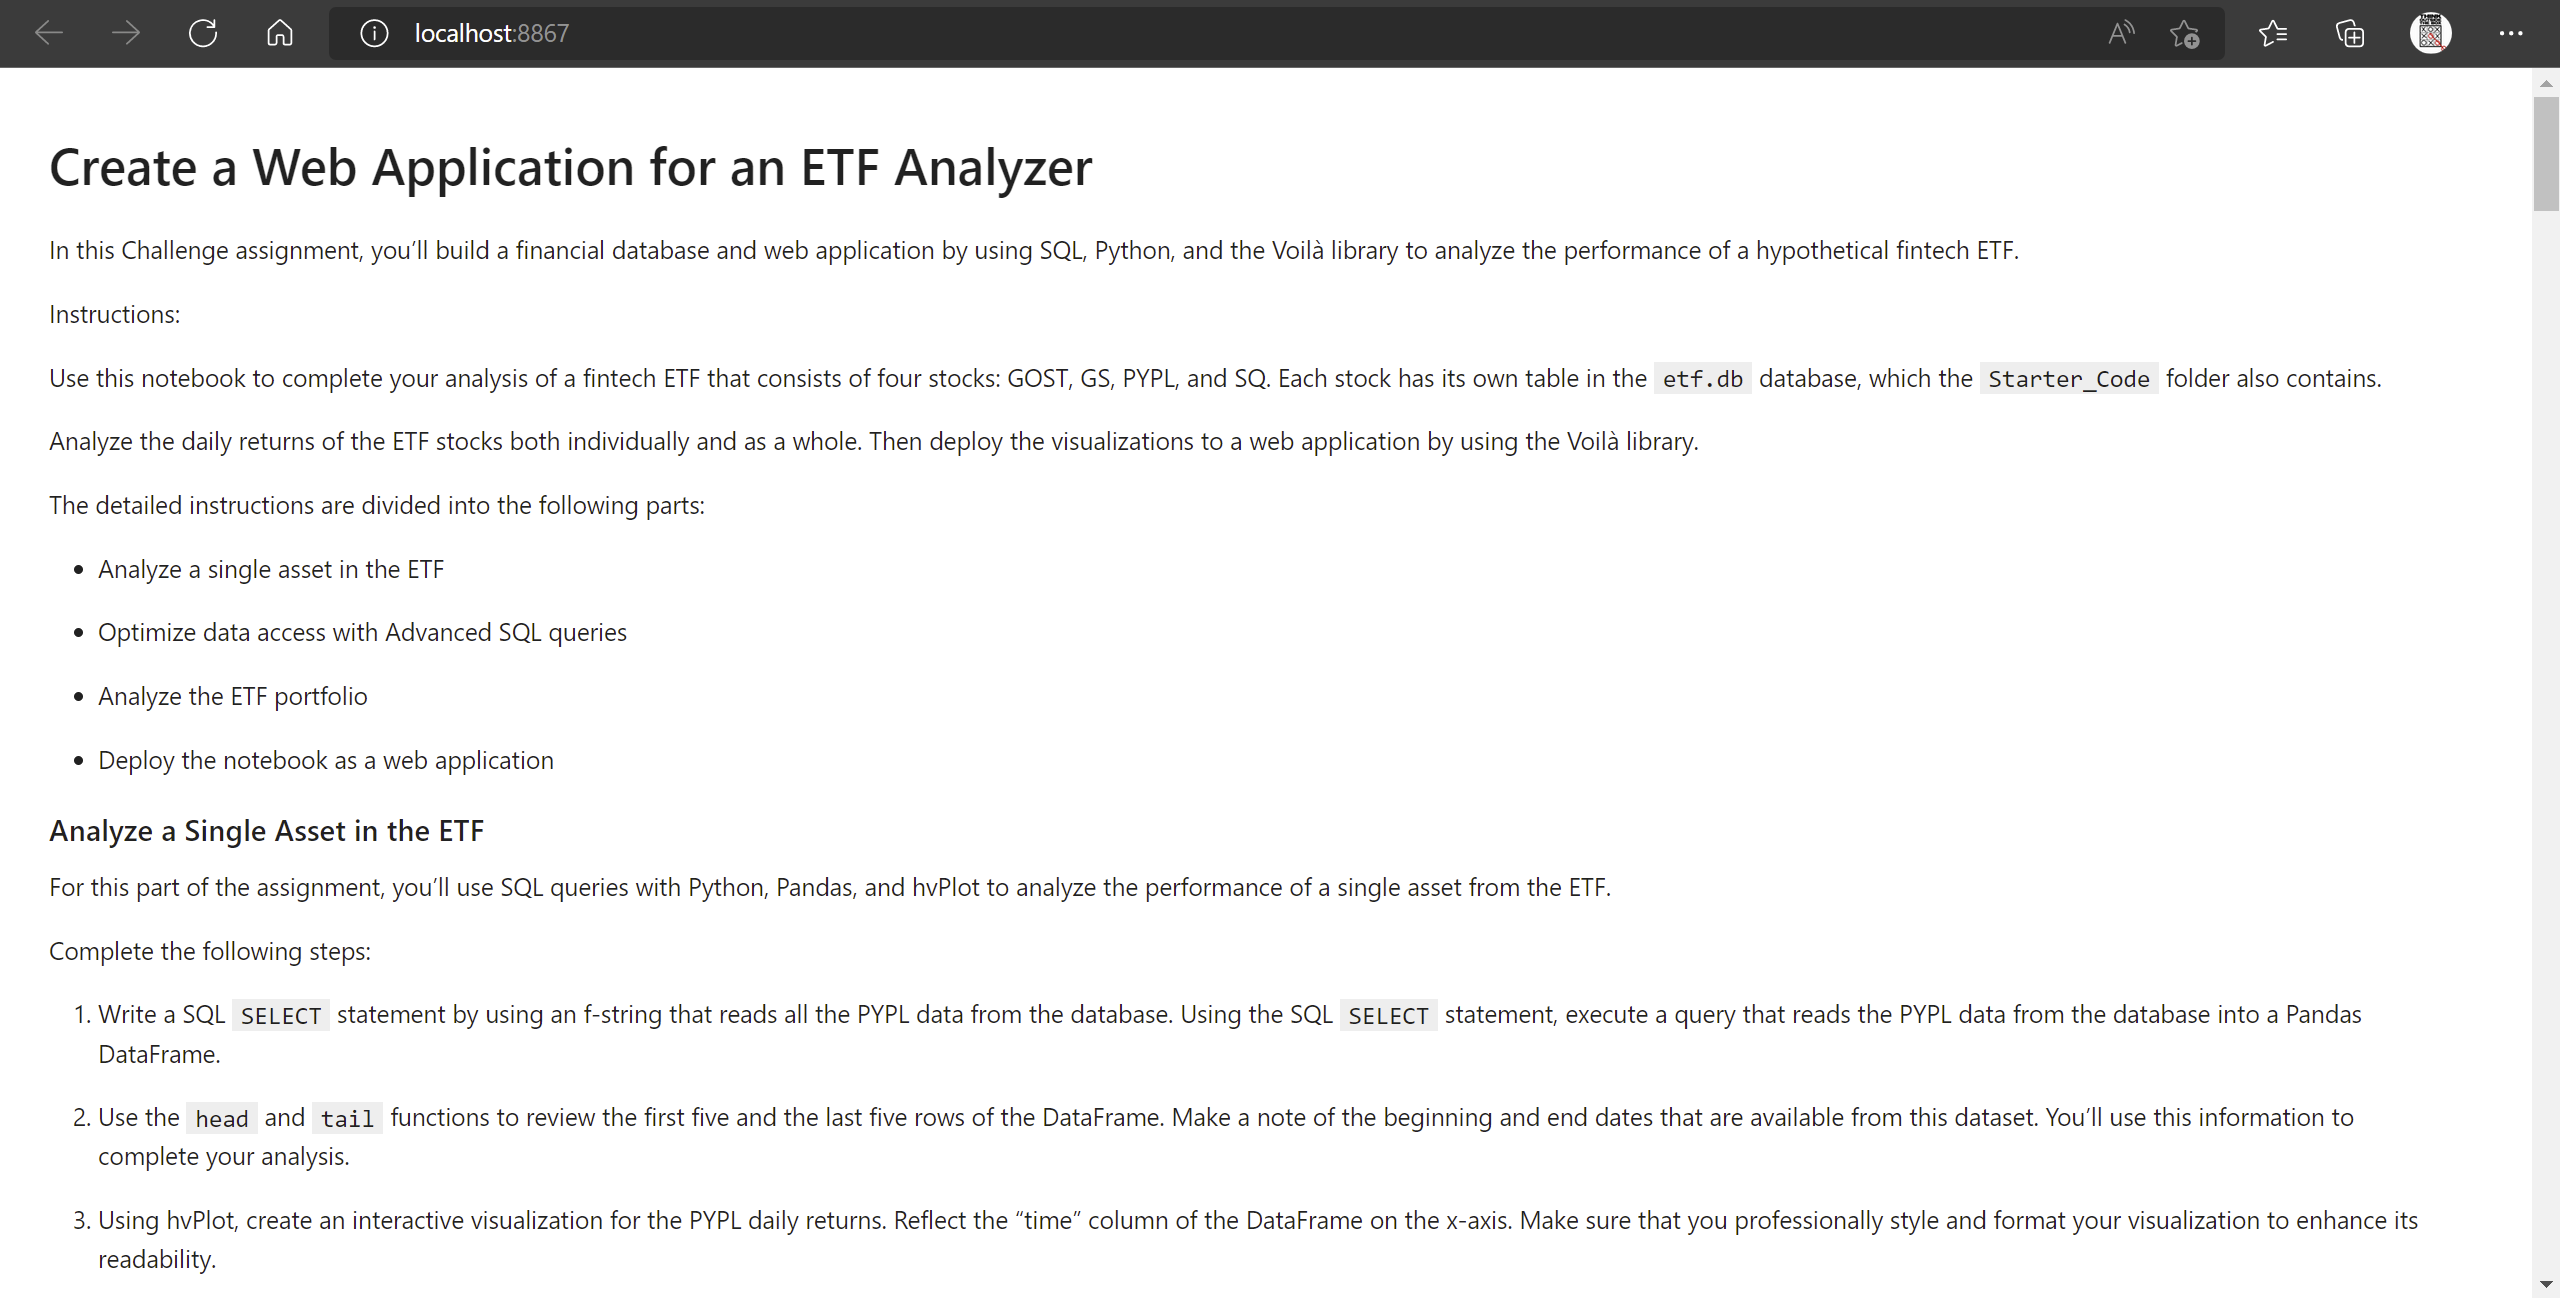 localhost:8867
Create a Web Application for an ETF Analyzer
In this Challenge assignment, you’ll build a financial database and web application by using SQL, Python, and the Voilà library to analyze the performance of a hypothetical fintech ETF.
Instructions:
Use this notebook to complete your analysis of a fintech ETF that consists of four stocks: GOST, GS, PYPL, and SQ. Each stock has its own table in the etf.db database, which the Starter_Code folder also contains.
Analyze the daily returns of the ETF stocks both individually and as a whole. Then deploy the visualizations to a web application by using the Voilà library.
The detailed instructions are divided into the following parts:
• Analyze a single asset in the ETF
• Optimize data access with Advanced SQL queries
• Analyze the ETF portfolio
• Deploy the notebook as a web application
Analyze a Single Asset in the ETF
For this part of the assignment, you’ll use SQL queries with Python, Pandas, and hvPlot to analyze the performance of a single asset from the ETF.
Complete the following steps:
1. Write a SQL SELECT statement by using an f-string that reads all the PYPL data from the database. Using the SQL SELECT statement, execute a query that reads the PYPL data from the database into a Pandas
DataFrame.
2. Use the head and tail functions to review the first five and the last five rows of the DataFrame. Make a note of the beginning and end dates that are available from this dataset. You’ll use this information to
complete your analysis.
3. Using hvPlot, create an interactive visualization for the PYPL daily returns. Reflect the “time” column of the DataFrame on the x-axis. Make sure that you professionally style and format your visualization to enhance its
readability.